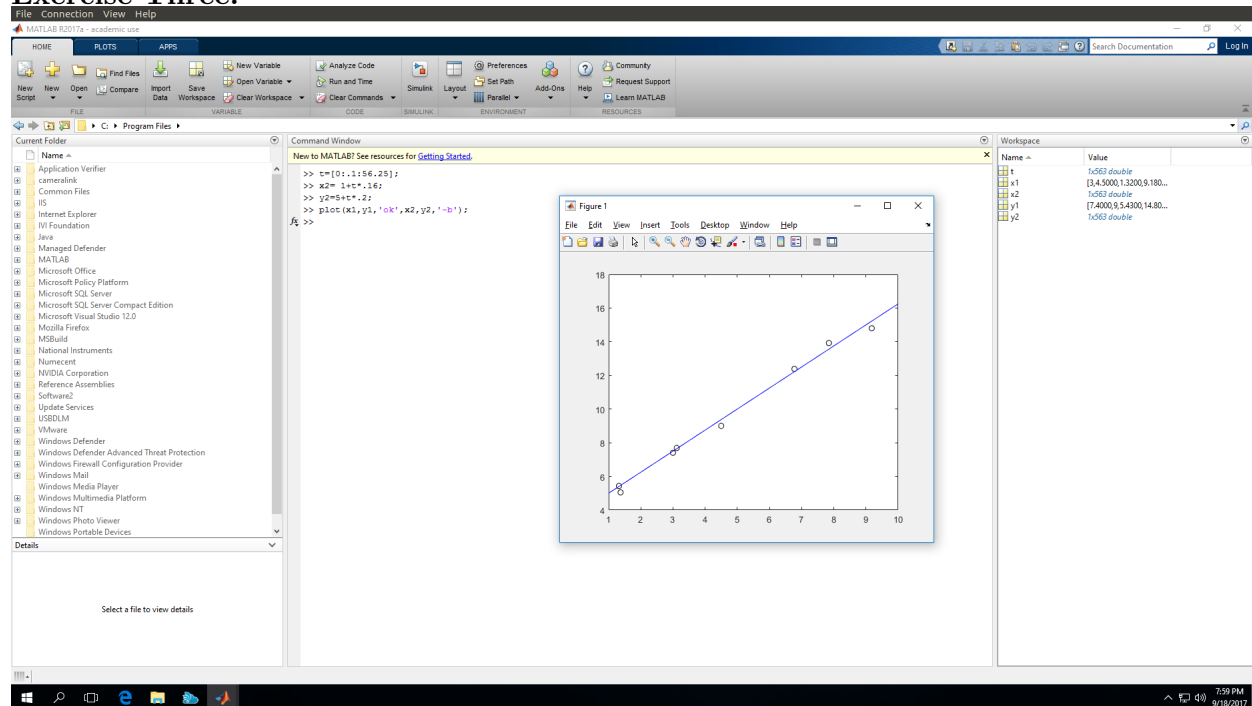 Exercise Three.
File Connection View Help
MATLAB R2017a - academic use
HOME PLOTS APPS
Search Documentation Log In
New Script
New
Open
Find Files
Compare
Import Data
Save Workspace
New Variable
Open Variable
Clear Workspace
Analyze Code
Run and Time
Clear Commands
Simulink
Layout
Preferences
Set Path
Parallel
Add-Ons
Help
Community
Request Support
Learn MATLAB
FILE VARIABLE CODE SIMULINK ENVIRONMENT RESOURCES
C: Program Files
Current Folder
Name
Application Verifier
cameralink
Common Files
IIS
Internet Explorer
IVI Foundation
Java
Managed Defender
MATLAB
Microsoft Office
Microsoft Policy Platform
Microsoft SQL Server
Microsoft SQL Server Compact Edition
Microsoft Visual Studio 12.0
Mozilla Firefox
MSBuild
National Instruments
Numecent
NVIDIA Corporation
Reference Assemblies
Software2
Update Services
USBDLM
VMware
Windows Defender
Windows Defender Advanced Threat Protection
Windows Firewall Configuration Provider
Windows Mail
Windows Media Player
Windows Multimedia Platform
Windows NT
Windows Photo Viewer
Windows Portable Devices
Details
Select a file to view details
Command Window
New to MATLAB? See resources for Getting Started.
>> t=[0:.1:56.25];
>> x2= 1+t*.16;
>> y2=5+t*.2;
>> plot(x1,y1,'ok',x2,y2,'-b');
fx >>
Figure 1
File Edit View Insert Tools Desktop Window Help
18
16
14
12
10
8
6
4
1 2 3 4 5 6 7 8 9 10
Workspace
Name Value
t 1x563 double
x1 [3,4.5000,1.3200,9.180...
x2 1x563 double
y1 [7.4000,9,5.4300,14.80...
y2 1x563 double
7:59 PM
9/18/2017